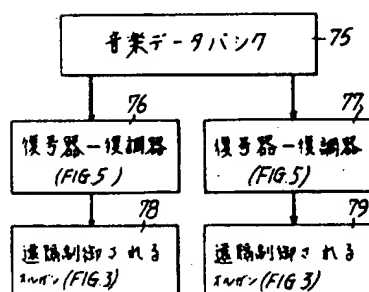 音楽データバンク
75
76
77
復号器－復調器
(FIG.5)
復号器－復調器
(FIG.5)
78
79
遠隔制御される
オルガン(FIG.3)
遠隔制御される
オルガン(FIG.3)